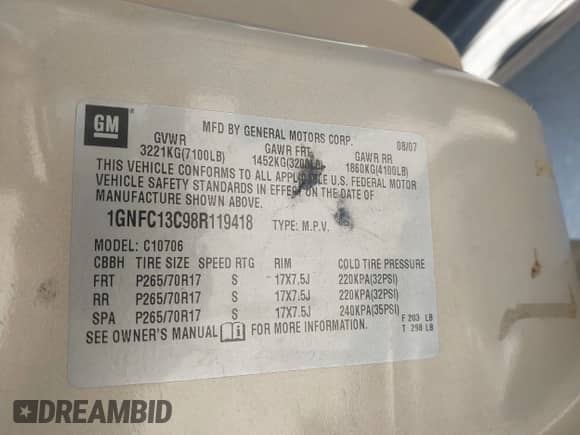 GM
MFD BY GENERAL MOTORS CORP. 08/07
GVWR GAWR FRT GAWR RR
3221KG(7100LB) 1452KG(3200LB) 1860KG(4100LB)
THIS VEHICLE CONFORMS TO ALL APPLICABLE U.S. FEDERAL MOTOR
VEHICLE SAFETY STANDARDS IN EFFECT ON THE DATE OF
MANUFACTURE SHOWN ABOVE.
1GNFC13C98R119418 TYPE: M.P.V.
MODEL: C10706
CBBH TIRE SIZE SPEED RTG RIM COLD TIRE PRESSURE
FRT P265/70R17 S 17X7.5J 220KPA(32PSI)
RR P265/70R17 S 17X7.5J 220KPA(32PSI)
SPA P265/70R17 S 17X7.5J 240KPA(35PSI)
F 203 LB
T 298 LB
SEE OWNER'S MANUAL FOR MORE INFORMATION.
DREAMBID